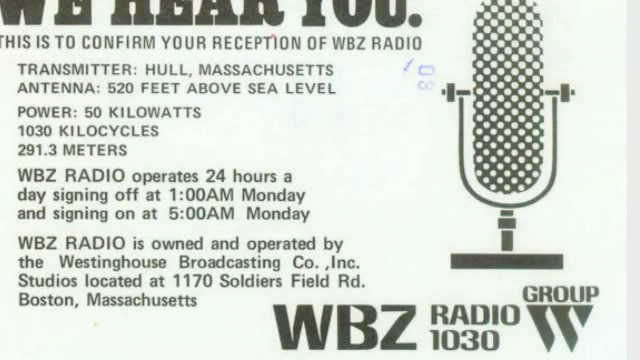 WE HEAR YOU.
THIS IS TO CONFIRM YOUR RECEPTION OF WBZ RADIO
TRANSMITTER: HULL, MASSACHUSETTS
ANTENNA: 520 FEET ABOVE SEA LEVEL
POWER: 50 KILOWATTS
1030 KILOCYCLES
291.3 METERS
WBZ RADIO operates 24 hours a
day signing off at 1:00AM Monday
and signing on at 5:00AM Monday
WBZ RADIO is owned and operated by
the Westinghouse Broadcasting Co.,Inc.
Studios located at 1170 Soldiers Field Rd.
Boston, Massachusetts
WBZ RADIO 1030
GROUP W